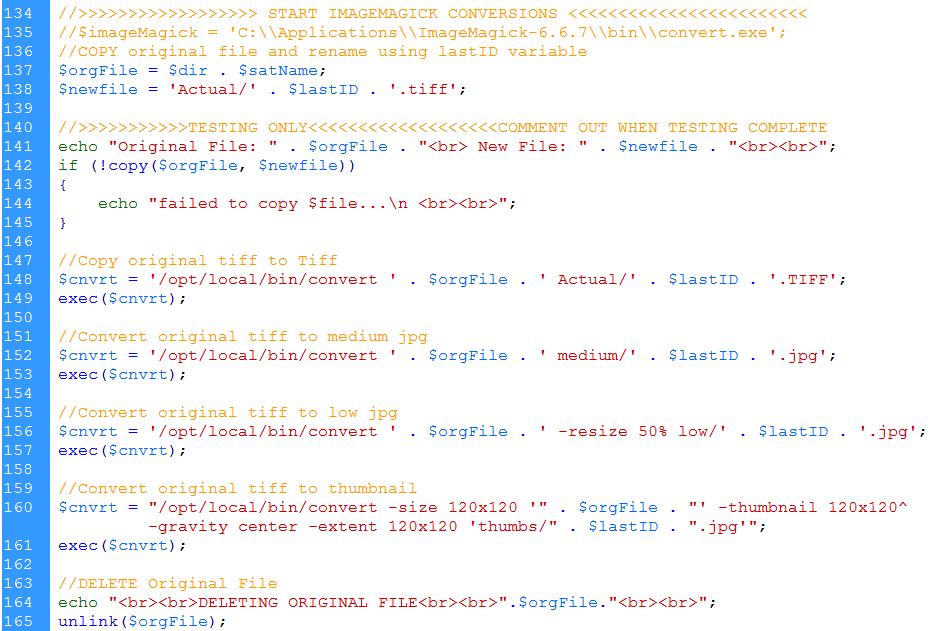 134 //>>>>>>>>>>>>>>>>>> START IMAGEMAGICK CONVERSIONS <<<<<<<<<<<<<<<<<<<<<<<<
135 //$imageMagick = 'C:\\Applications\\ImageMagick-6.6.7\\bin\\convert.exe';
136 //COPY original file and rename using lastID variable
137 $orgFile = $dir . $satName;
138 $newfile = 'Actual/' . $lastID . '.tiff';
139
140 //>>>>>>>>>>>TESTING ONLY<<<<<<<<<<<<<<<<<<<COMMENT OUT WHEN TESTING COMPLETE
141 echo "Original File: " . $orgFile . "<br> New File: " . $newfile . "<br><br>";
142 if (!copy($orgFile, $newfile))
143 {
144     echo "failed to copy $file...\n <br><br>";
145 }
146
147 //Copy original tiff to Tiff
148 $cnvrt = '/opt/local/bin/convert ' . $orgFile . ' Actual/' . $lastID . '.TIFF';
149 exec($cnvrt);
150
151 //Convert original tiff to medium jpg
152 $cnvrt = '/opt/local/bin/convert ' . $orgFile . ' medium/' . $lastID . '.jpg';
153 exec($cnvrt);
154
155 //Convert original tiff to low jpg
156 $cnvrt = '/opt/local/bin/convert ' . $orgFile . ' -resize 50% low/' . $lastID . '.jpg';
157 exec($cnvrt);
158
159 //Convert original tiff to thumbnail
160 $cnvrt = "/opt/local/bin/convert -size 120x120 '" . $orgFile . "' -thumbnail 120x120^
-gravity center -extent 120x120 'thumbs/" . $lastID . ".jpg'";
161 exec($cnvrt);
162
163 //DELETE Original File
164 echo "<br><br>DELETING ORIGINAL FILE<br><br>".$orgFile."<br><br>";
165 unlink($orgFile);